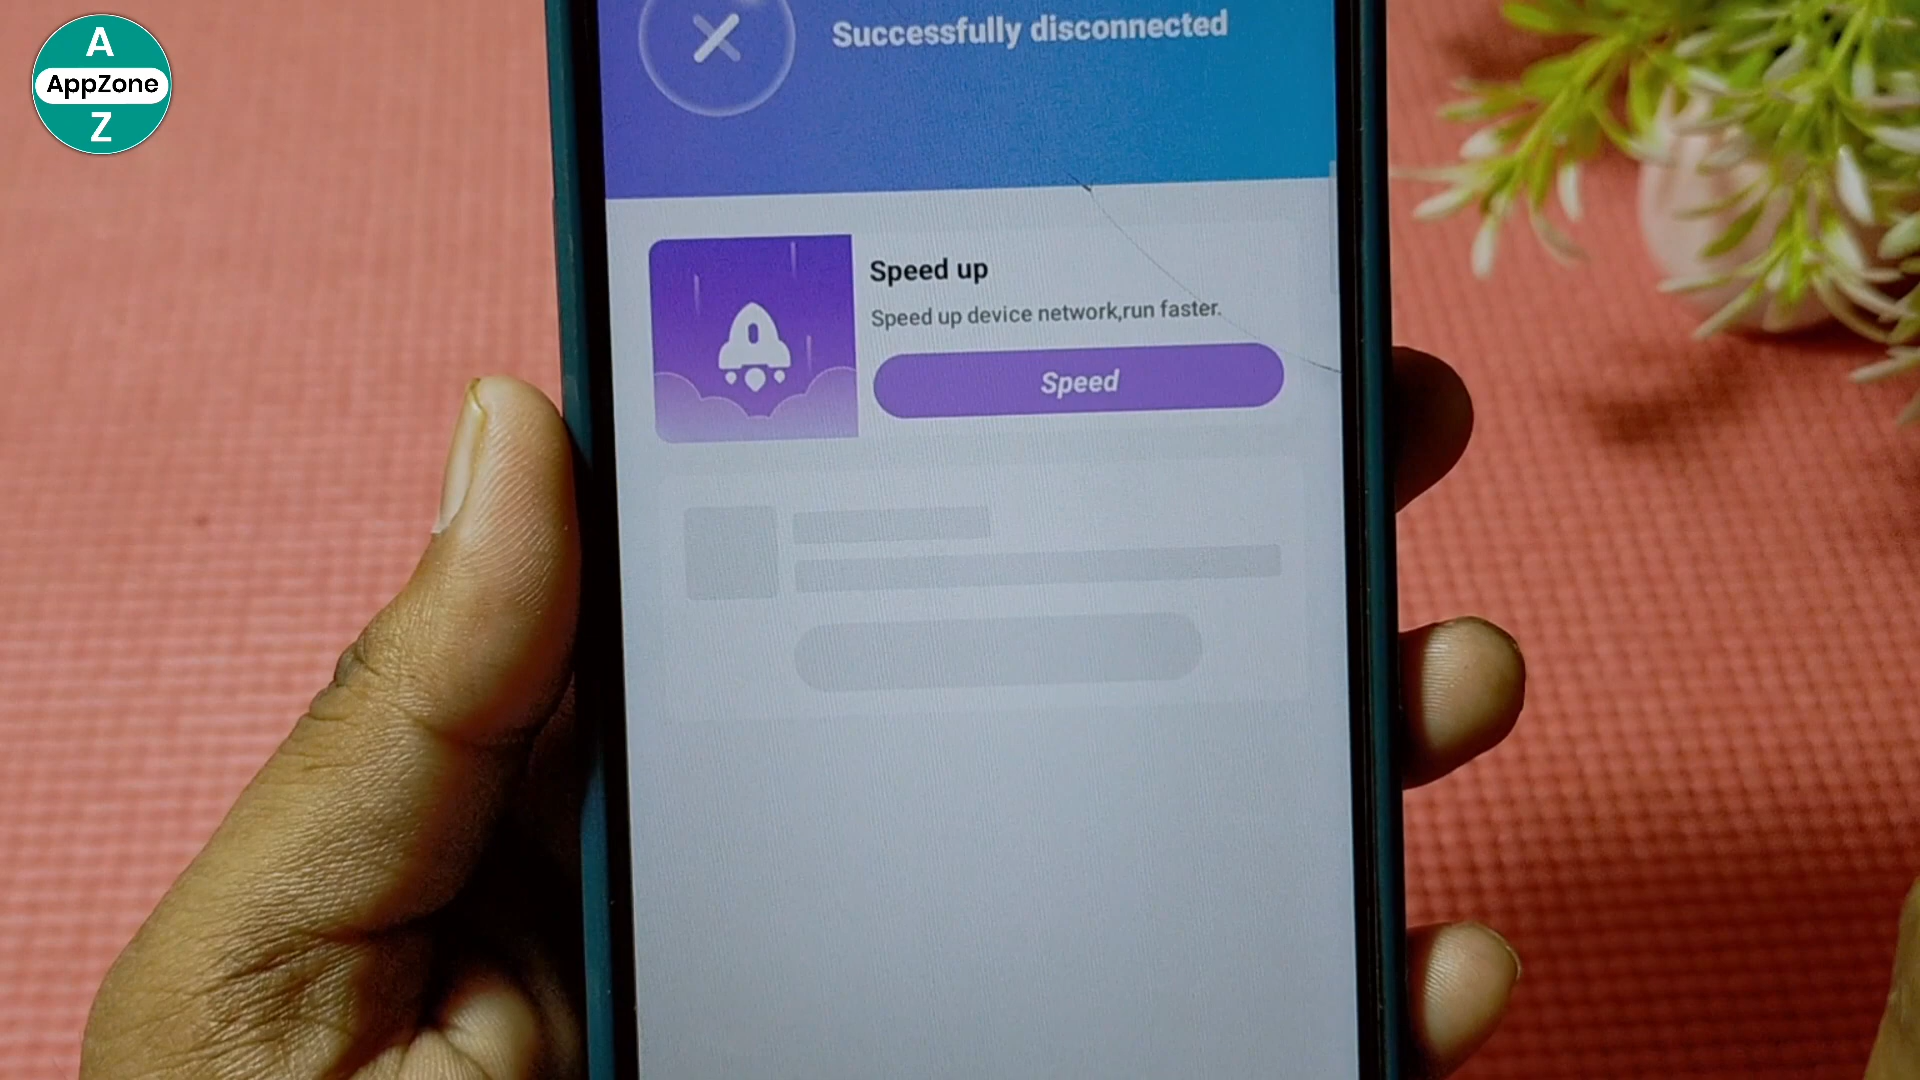 A
AppZone
Z
Successfully disconnected
Speed up
Speed up device network,run faster.
Speed